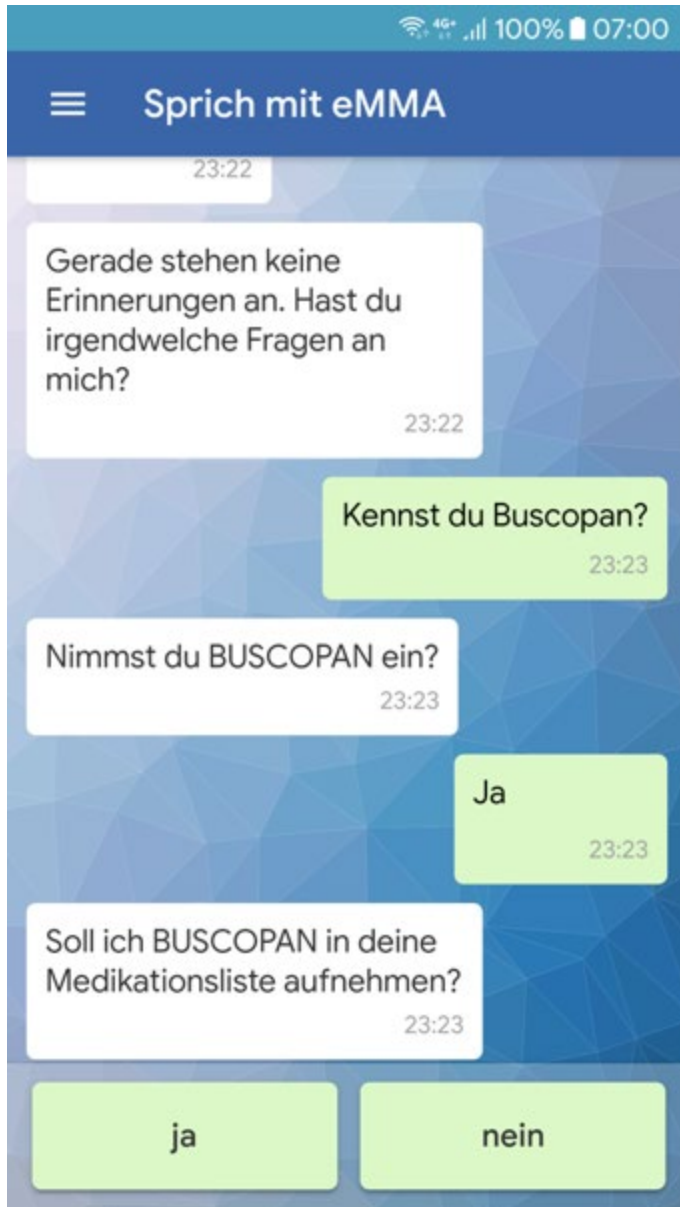 4G+ 100% 07:00
Sprich mit eMMA
23:22
Gerade stehen keine
Erinnerungen an. Hast du
irgendwelche Fragen an
mich?
23:22
Kennst du Buscopan?
23:23
Nimmst du BUSCOPAN ein?
23:23
Ja
23:23
Soll ich BUSCOPAN in deine
Medikationsliste aufnehmen?
23:23
ja nein